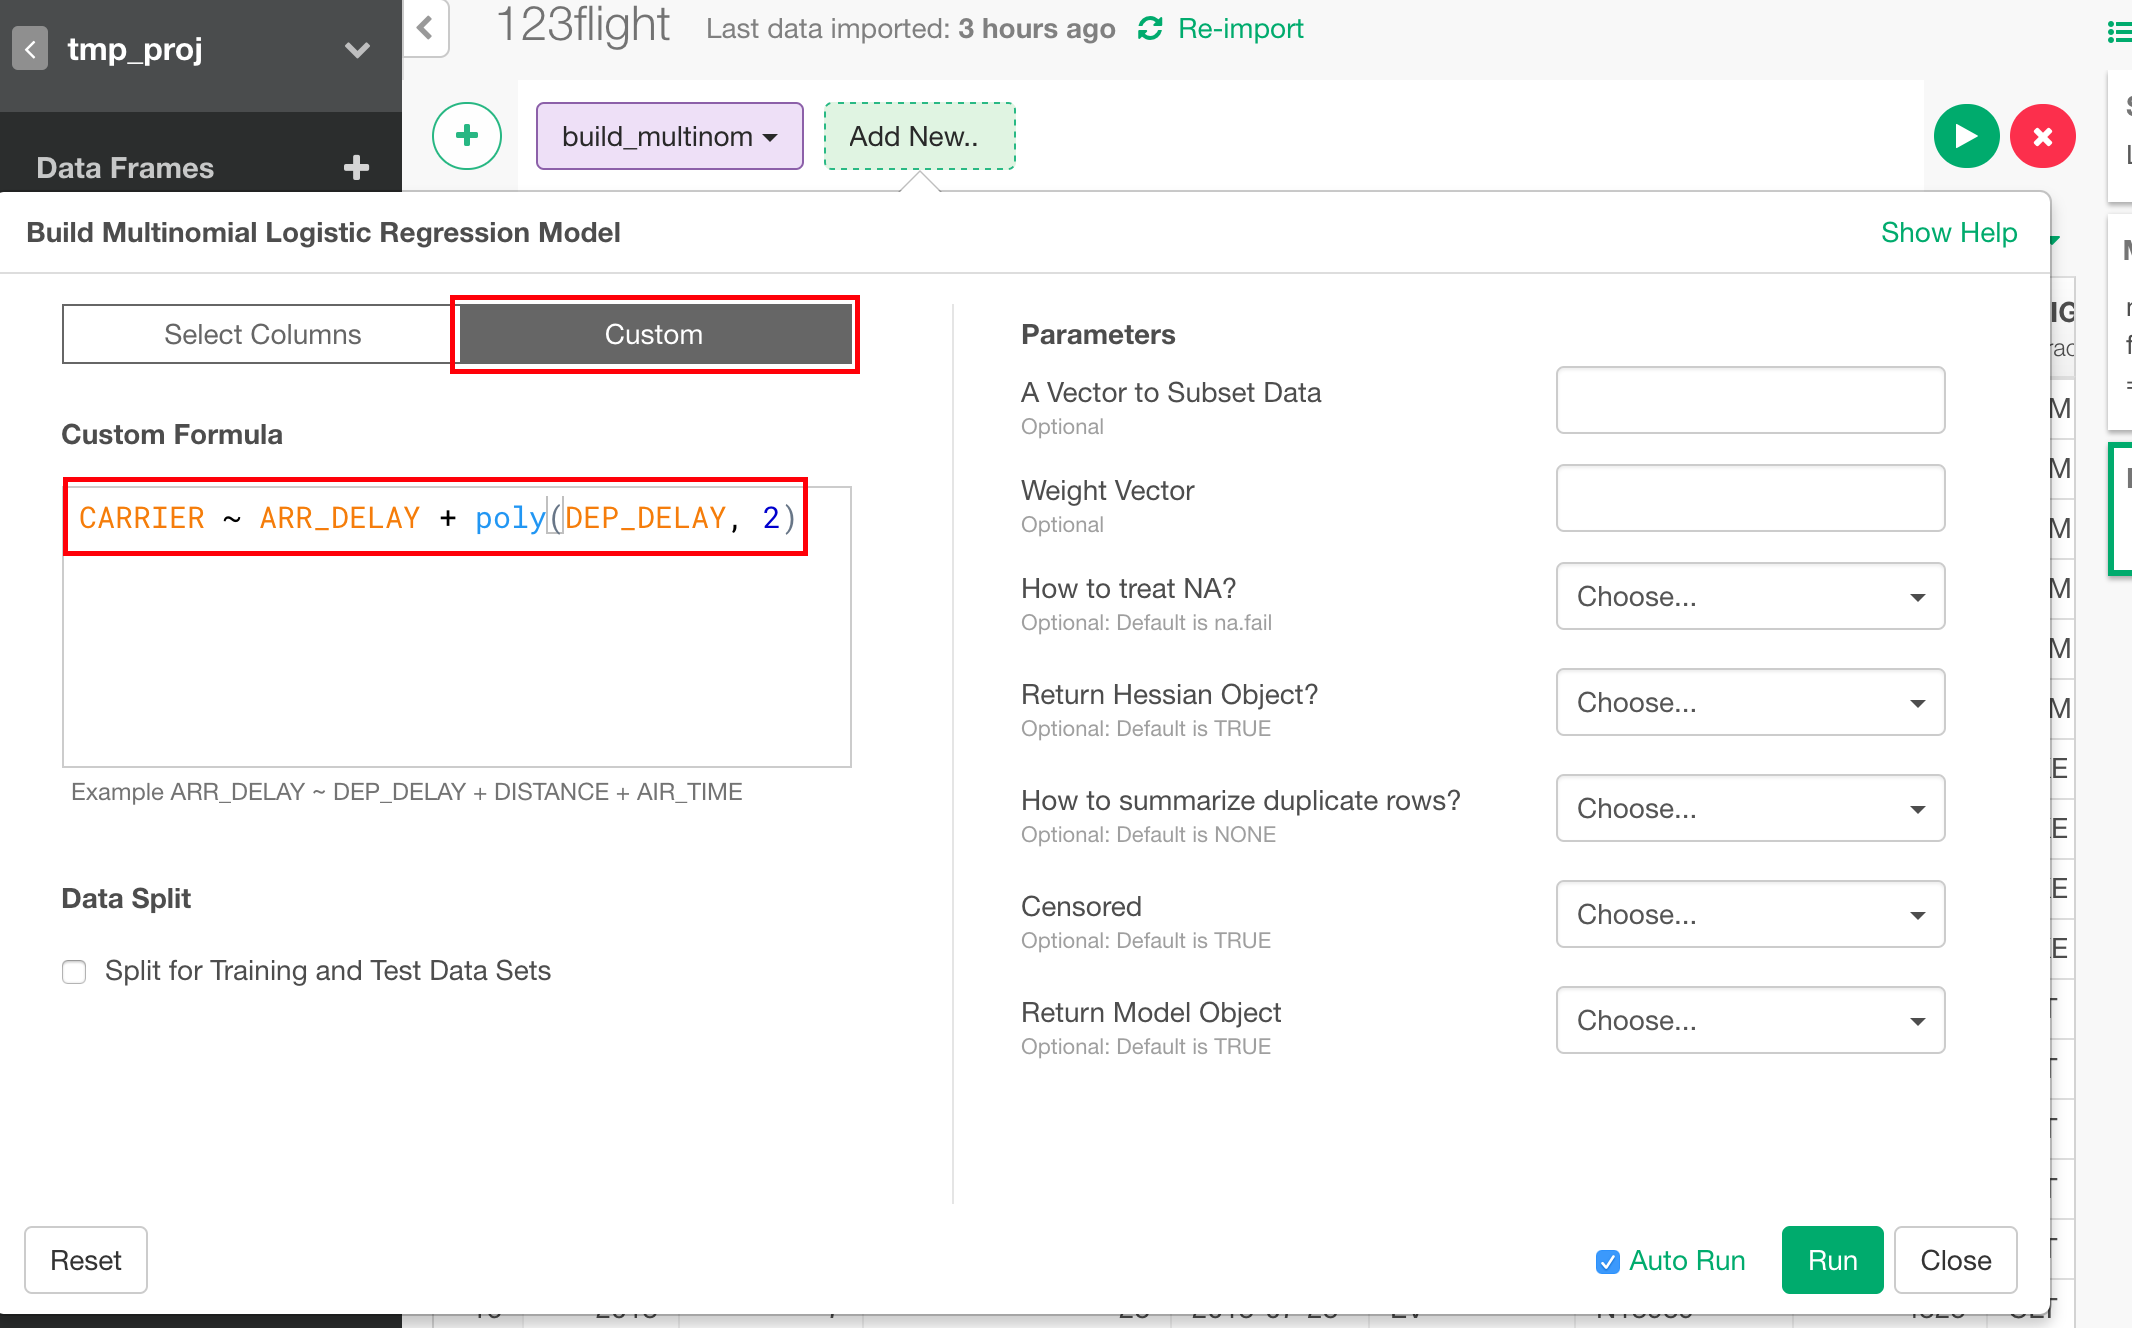 tmp_proj
123flight
Last data imported: 3 hours ago Re-import
build_multinom
Add New..
Data Frames
Build Multinomial Logistic Regression Model
Show Help
Select Columns
Custom
Custom Formula
CARRIER ~ ARR_DELAY + poly(DEP_DELAY, 2)
Example ARR_DELAY ~ DEP_DELAY + DISTANCE + AIR_TIME
Data Split
Split for Training and Test Data Sets
Parameters
A Vector to Subset Data
Optional
Weight Vector
Optional
How to treat NA?
Optional: Default is na.fail
Choose...
Return Hessian Object?
Optional: Default is TRUE
Choose...
How to summarize duplicate rows?
Optional: Default is NONE
Choose...
Censored
Optional: Default is TRUE
Choose...
Return Model Object
Optional: Default is TRUE
Choose...
Reset
Auto Run
Run
Close